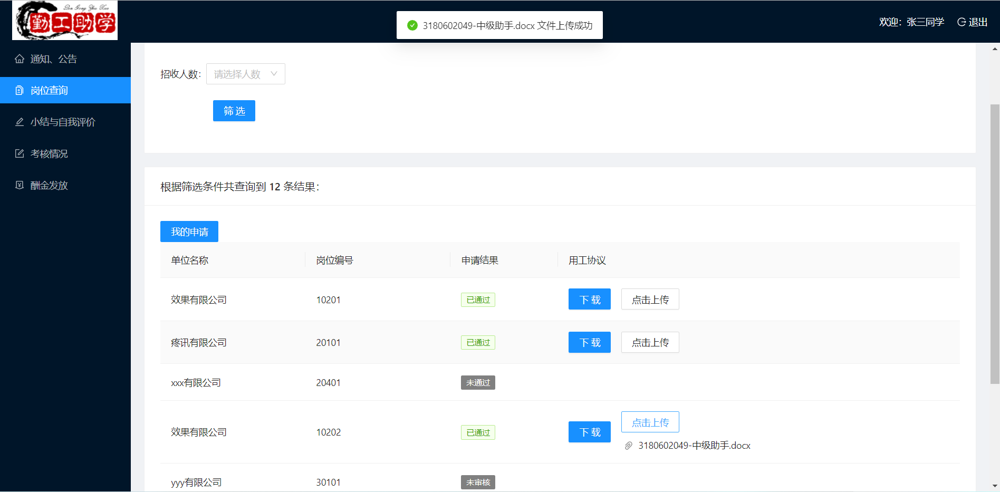 Qin Gong Zhu Xue
勤工助学
3180602049-中级助手.docx 文件上传成功
欢迎：张三同学 退出
通知、公告
岗位查询
小结与自我评价
考核情况
酬金发放
招收人数： 请选择人数
筛 选
根据筛选条件共查询到 12 条结果：
我的申请
单位名称 岗位编号 申请结果 用工协议
效果有限公司 10201 已通过 下 载 点击上传
疼讯有限公司 20101 已通过 下 载 点击上传
xxx有限公司 20401 未通过
效果有限公司 10202 已通过 下 载 点击上传
3180602049-中级助手.docx
yyy有限公司 30101 未审核